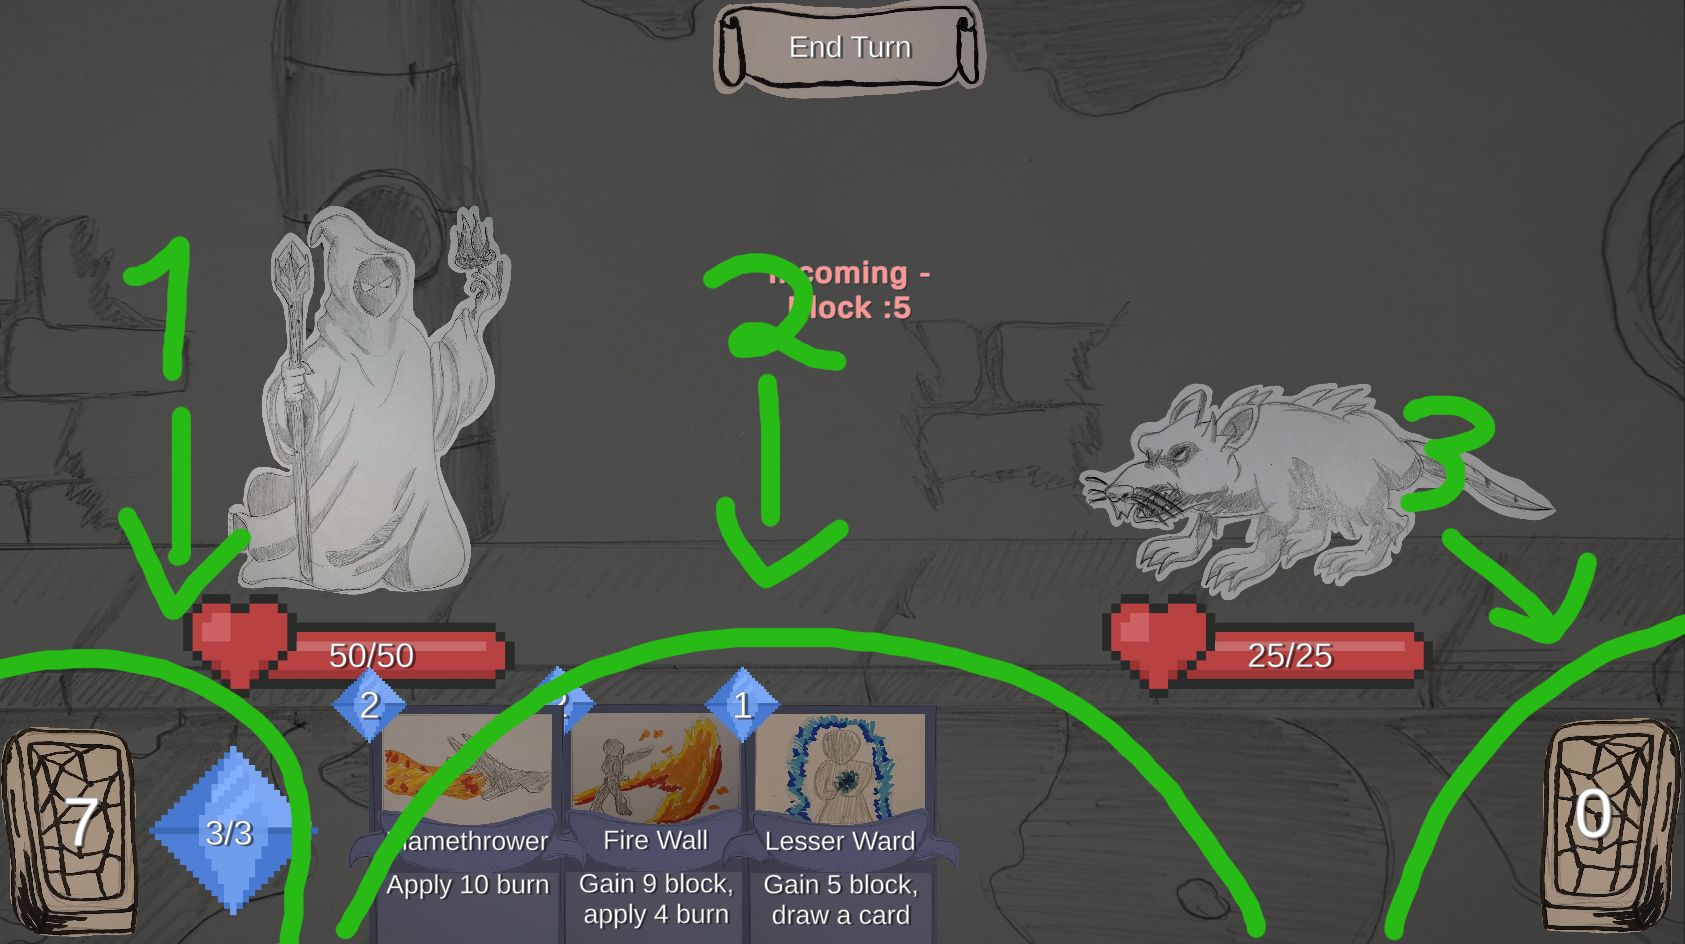 End Turn
1
2
coming -
lock :5
3
50/50
25/25
2
1
7
3/3
0
Fire Wall
Lesser Ward
Apply 10 burn
Gain 9 block,
apply 4 burn
Gain 5 block,
draw a card